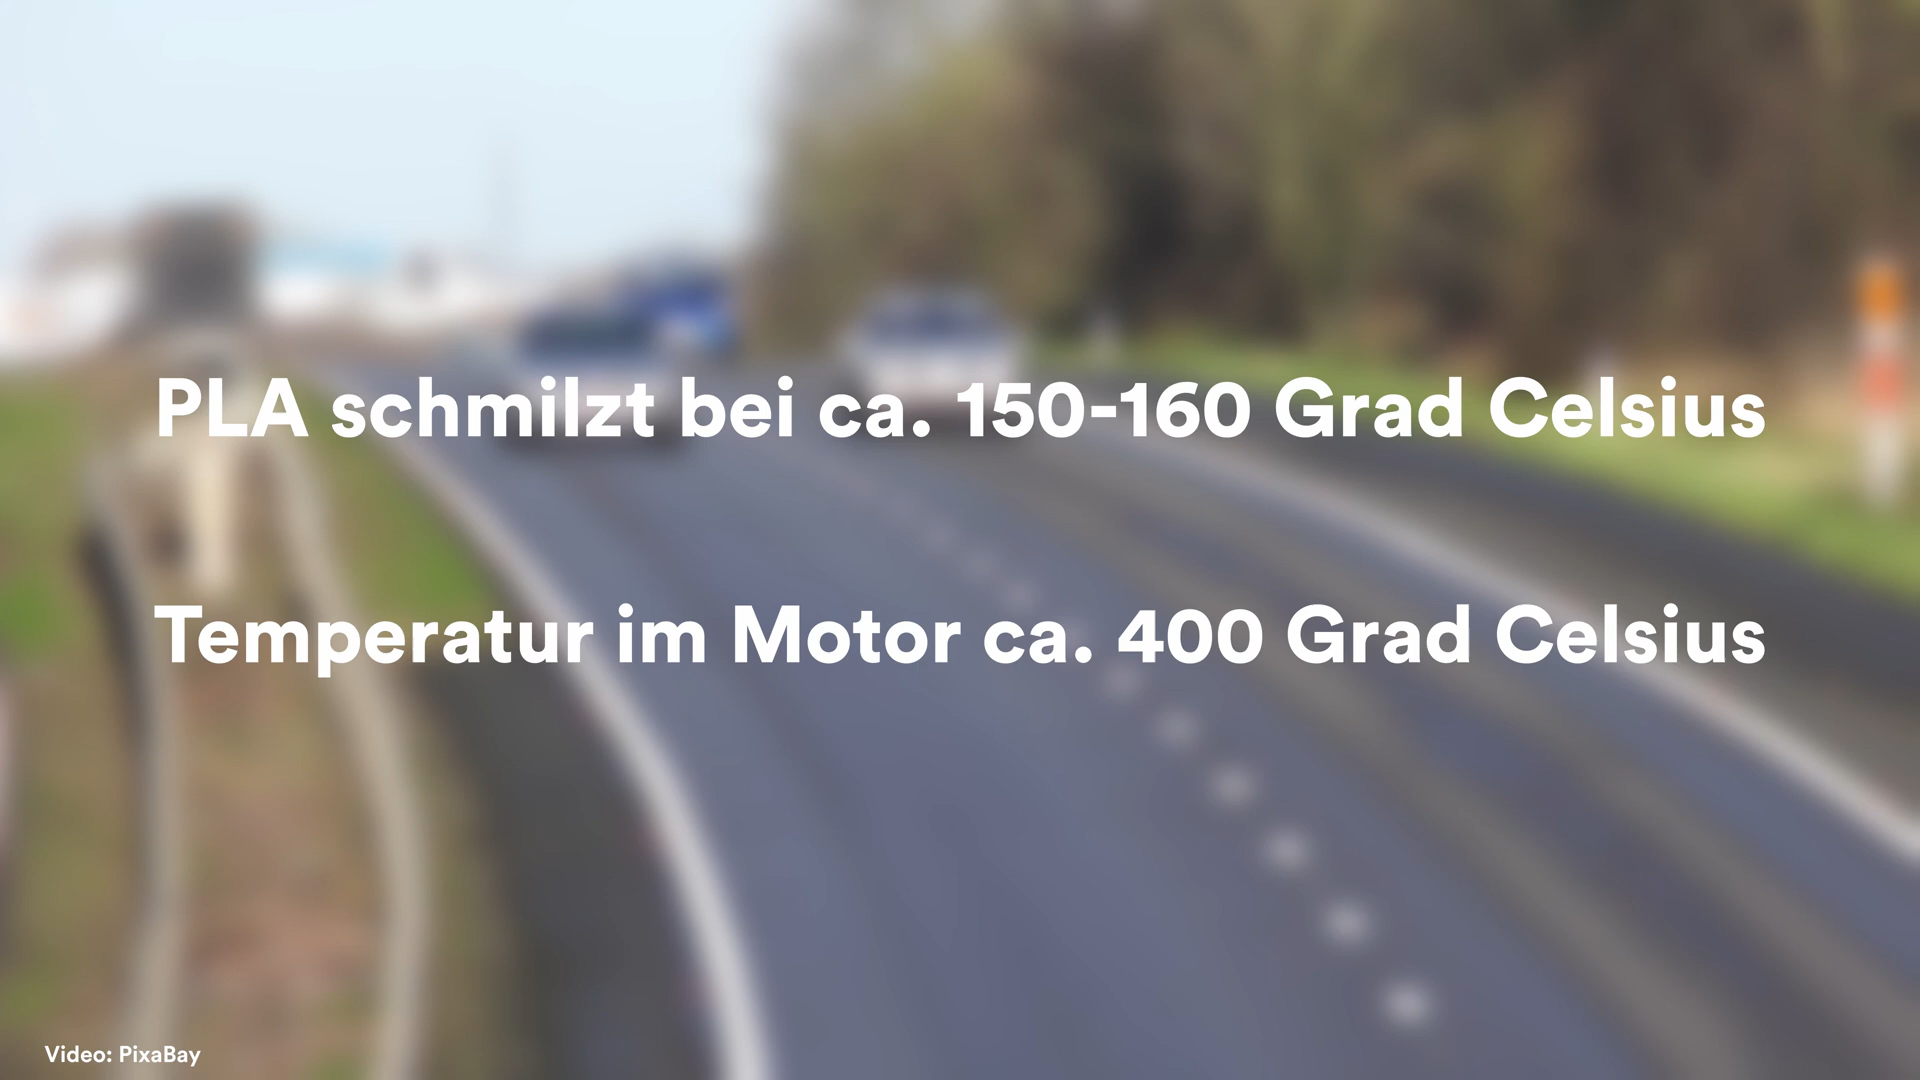 PLA schmilzt bei ca. 150-160 Grad Celsius
Temperatur im Motor ca. 400 Grad Celsius
Video: PixaBay